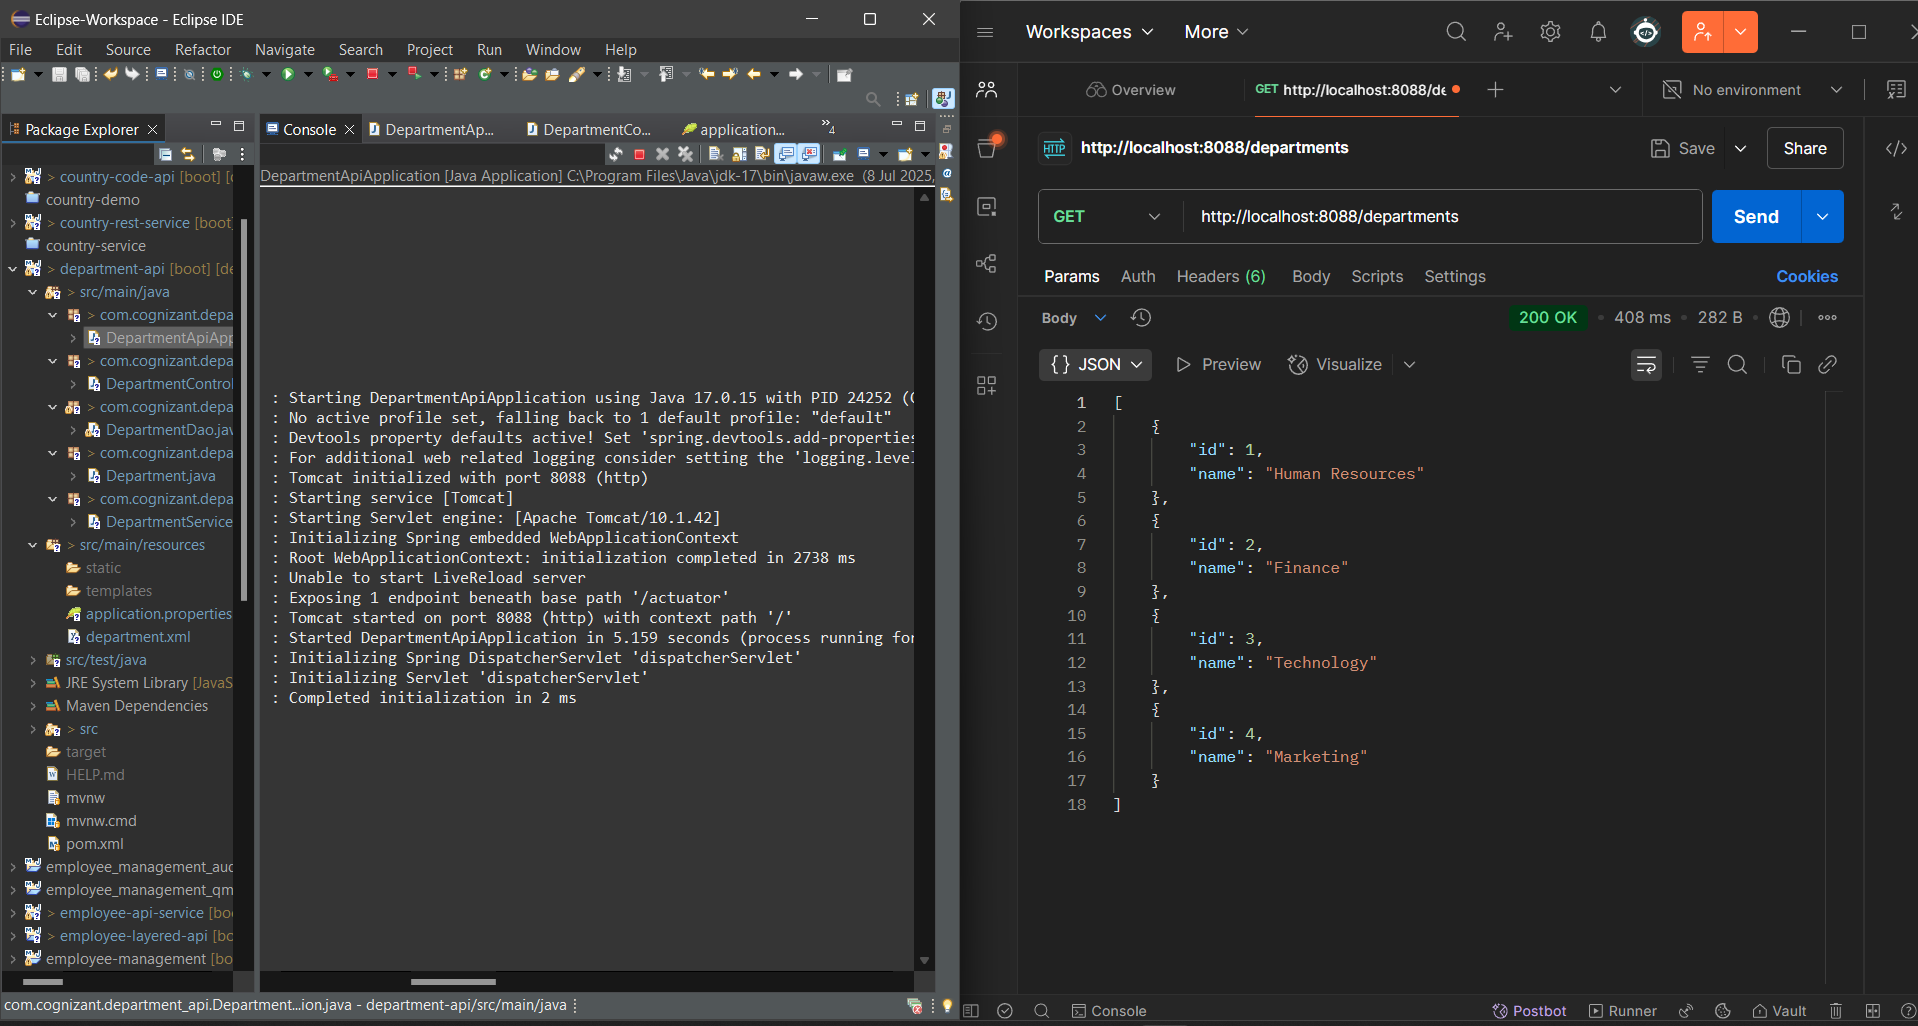 Eclipse-Workspace - Eclipse IDE
File Edit Source Refactor Navigate Search Project Run Window Help
Package Explorer
> country-code-api [boot] [c
country-demo
> country-rest-service [boot]
country-service
> department-api [boot] [de
> src/main/java
> com.cognizant.depa
DepartmentApiApp
> com.cognizant.depa
DepartmentControl
> com.cognizant.depa
DepartmentDao.jav
> com.cognizant.depa
Department.java
> com.cognizant.depa
DepartmentService
> src/main/resources
static
templates
application.properties
department.xml
src/test/java
JRE System Library [JavaS
Maven Dependencies
> src
target
HELP.md
mvnw
mvnw.cmd
pom.xml
employee_management_auc
employee_management_qm
> employee-api-service [boo
> employee-layered-api [bo
employee-management [bo
Console DepartmentAp... DepartmentCo... application... »4
DepartmentApiApplication [Java Application] C:\Program Files\Java\jdk-17\bin\javaw.exe (8 Jul 2025,
: Starting DepartmentApiApplication using Java 17.0.15 with PID 24252 (C
: No active profile set, falling back to 1 default profile: "default"
: Devtools property defaults active! Set 'spring.devtools.add-properties
: For additional web related logging consider setting the 'logging.level
: Tomcat initialized with port 8088 (http)
: Starting service [Tomcat]
: Starting Servlet engine: [Apache Tomcat/10.1.42]
: Initializing Spring embedded WebApplicationContext
: Root WebApplicationContext: initialization completed in 2738 ms
: Unable to start LiveReload server
: Exposing 1 endpoint beneath base path '/actuator'
: Tomcat started on port 8088 (http) with context path '/'
: Started DepartmentApiApplication in 5.159 seconds (process running for
: Initializing Spring DispatcherServlet 'dispatcherServlet'
: Initializing Servlet 'dispatcherServlet'
: Completed initialization in 2 ms
com.cognizant.department_api.Department...ion.java - department-api/src/main/java
Workspaces More
Overview GET http://localhost:8088/de No environment
HTTP http://localhost:8088/departments Save Share
GET http://localhost:8088/departments Send
Params Auth Headers (6) Body Scripts Settings Cookies
Body 200 OK 408 ms 282 B
{} JSON Preview Visualize
1 [
2 {
3 "id": 1,
4 "name": "Human Resources"
5 },
6 {
7 "id": 2,
8 "name": "Finance"
9 },
10 {
11 "id": 3,
12 "name": "Technology"
13 },
14 {
15 "id": 4,
16 "name": "Marketing"
17 }
18 ]
Console Postbot Runner Vault